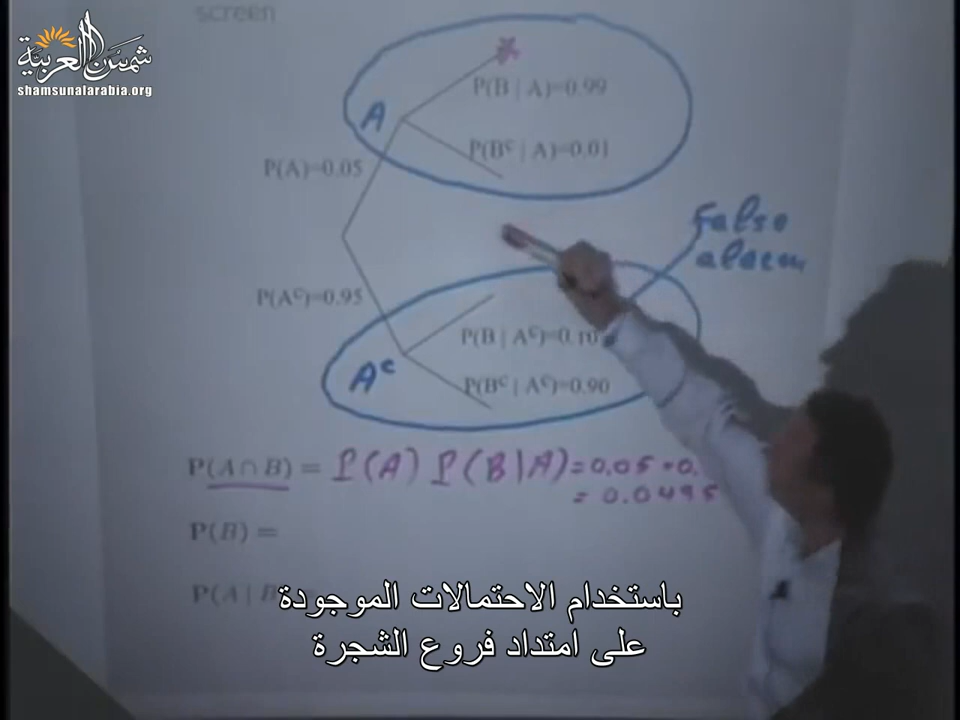 شمس العربية
shamsunalarabia.org
screen
P(B | A)=0.99
A
P(Bᶜ | A)=0.01
P(A)=0.05
False
alarm
P(Aᶜ)=0.95
P(B | Aᶜ)=0.10
Aᶜ
P(Bᶜ | Aᶜ)=0.90
P(A ∩ B) = P(A) P(B|A) = 0.05 · 0.
= 0.0495
P(B) =
P(A | B
باستخدام الاحتمالات الموجودة
على امتداد فروع الشجرة